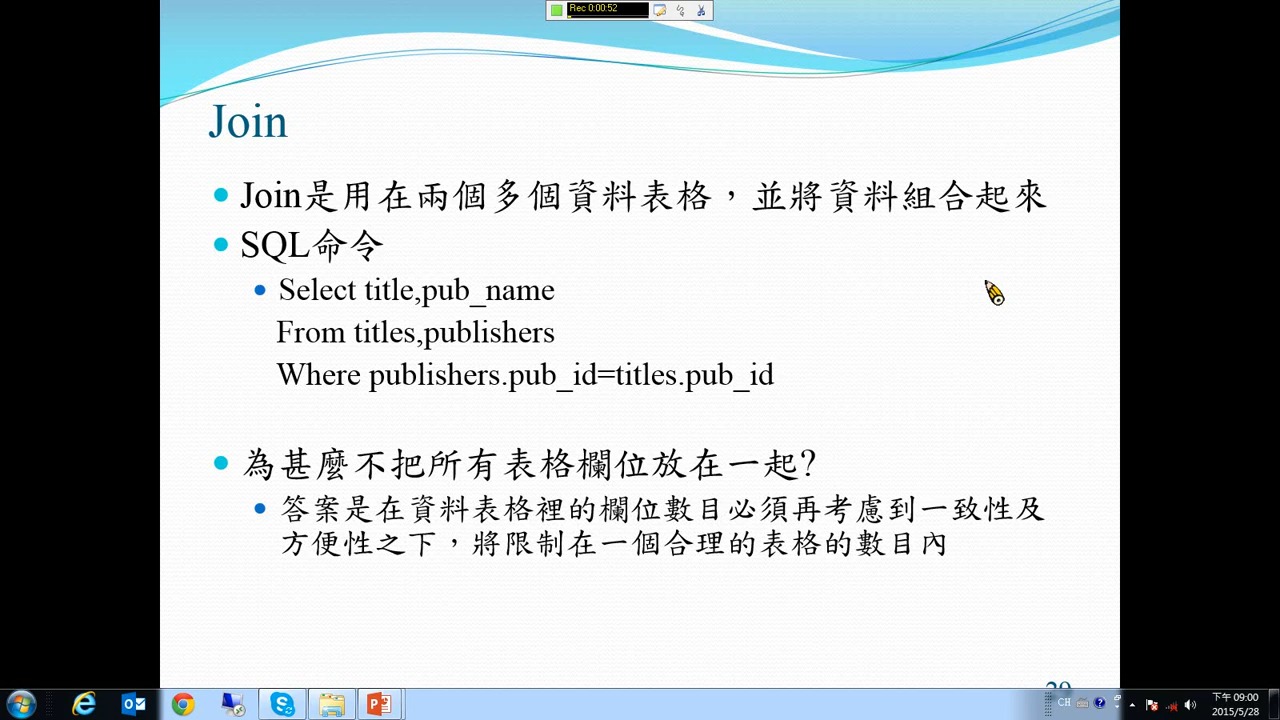 Rec 0:00:52
Join
Join是用在兩個多個資料表格，並將資料組合起來
SQL命令
Select title,pub_name
From titles,publishers
Where publishers.pub_id=titles.pub_id
為甚麼不把所有表格欄位放在一起?
答案是在資料表格裡的欄位數目必須再考慮到一致性及
方便性之下，將限制在一個合理的表格的數目內
CH
下午 09:00
2015/5/28